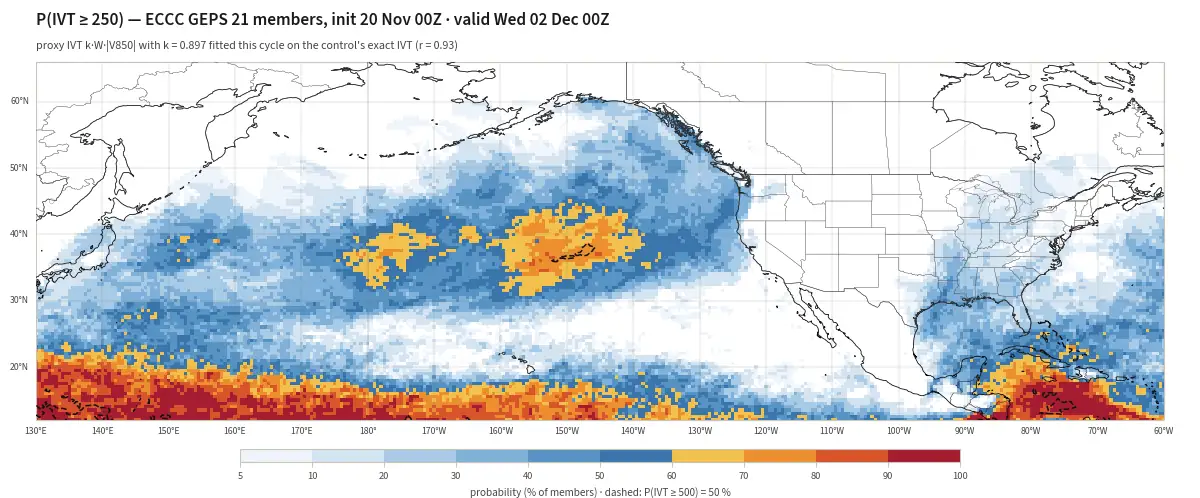 P(IVT ≥ 250) — ECCC GEPS 21 members, init 20 Nov 00Z · valid Wed 02 Dec 00Z
proxy IVT k·W·|V850| with k = 0.897 fitted this cycle on the control's exact IVT (r = 0.93)
60°N
50°N
40°N
30°N
20°N
130°E 140°E 150°E 160°E 170°E 180° 170°W 160°W 150°W 140°W 130°W 120°W 110°W 100°W 90°W 80°W 70°W 60°W
5 10 20 30 40 50 60 70 80 90 100
probability (% of members) · dashed: P(IVT ≥ 500) = 50 %